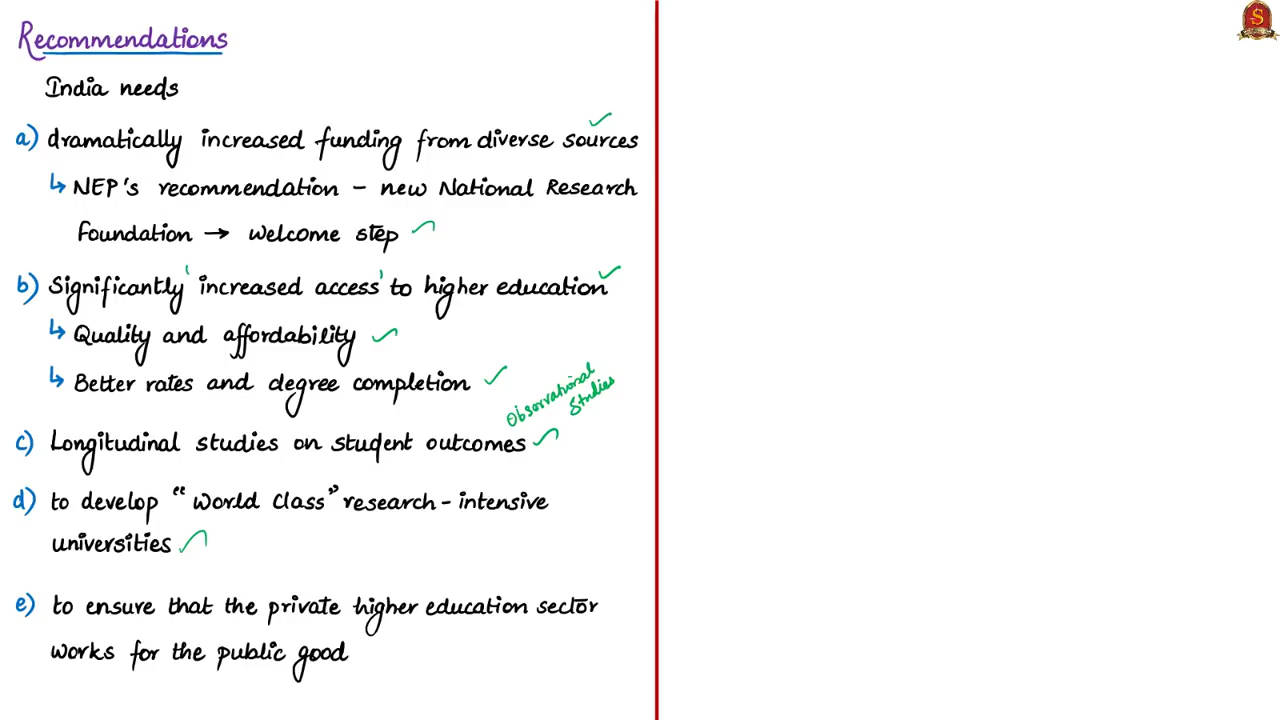 Recommendations
India needs
a) dramatically increased funding from diverse sources
↳ NEP's recommendation - new National Research
Foundation → welcome step
b) Significantly 'increased access' to higher education
↳ Quality and affordability
↳ Better rates and degree completion
Observational
Studies
c) Longitudinal studies on student outcomes
d) to develop "World Class" research-intensive
universities
e) to ensure that the private higher education sector
works for the public good
S